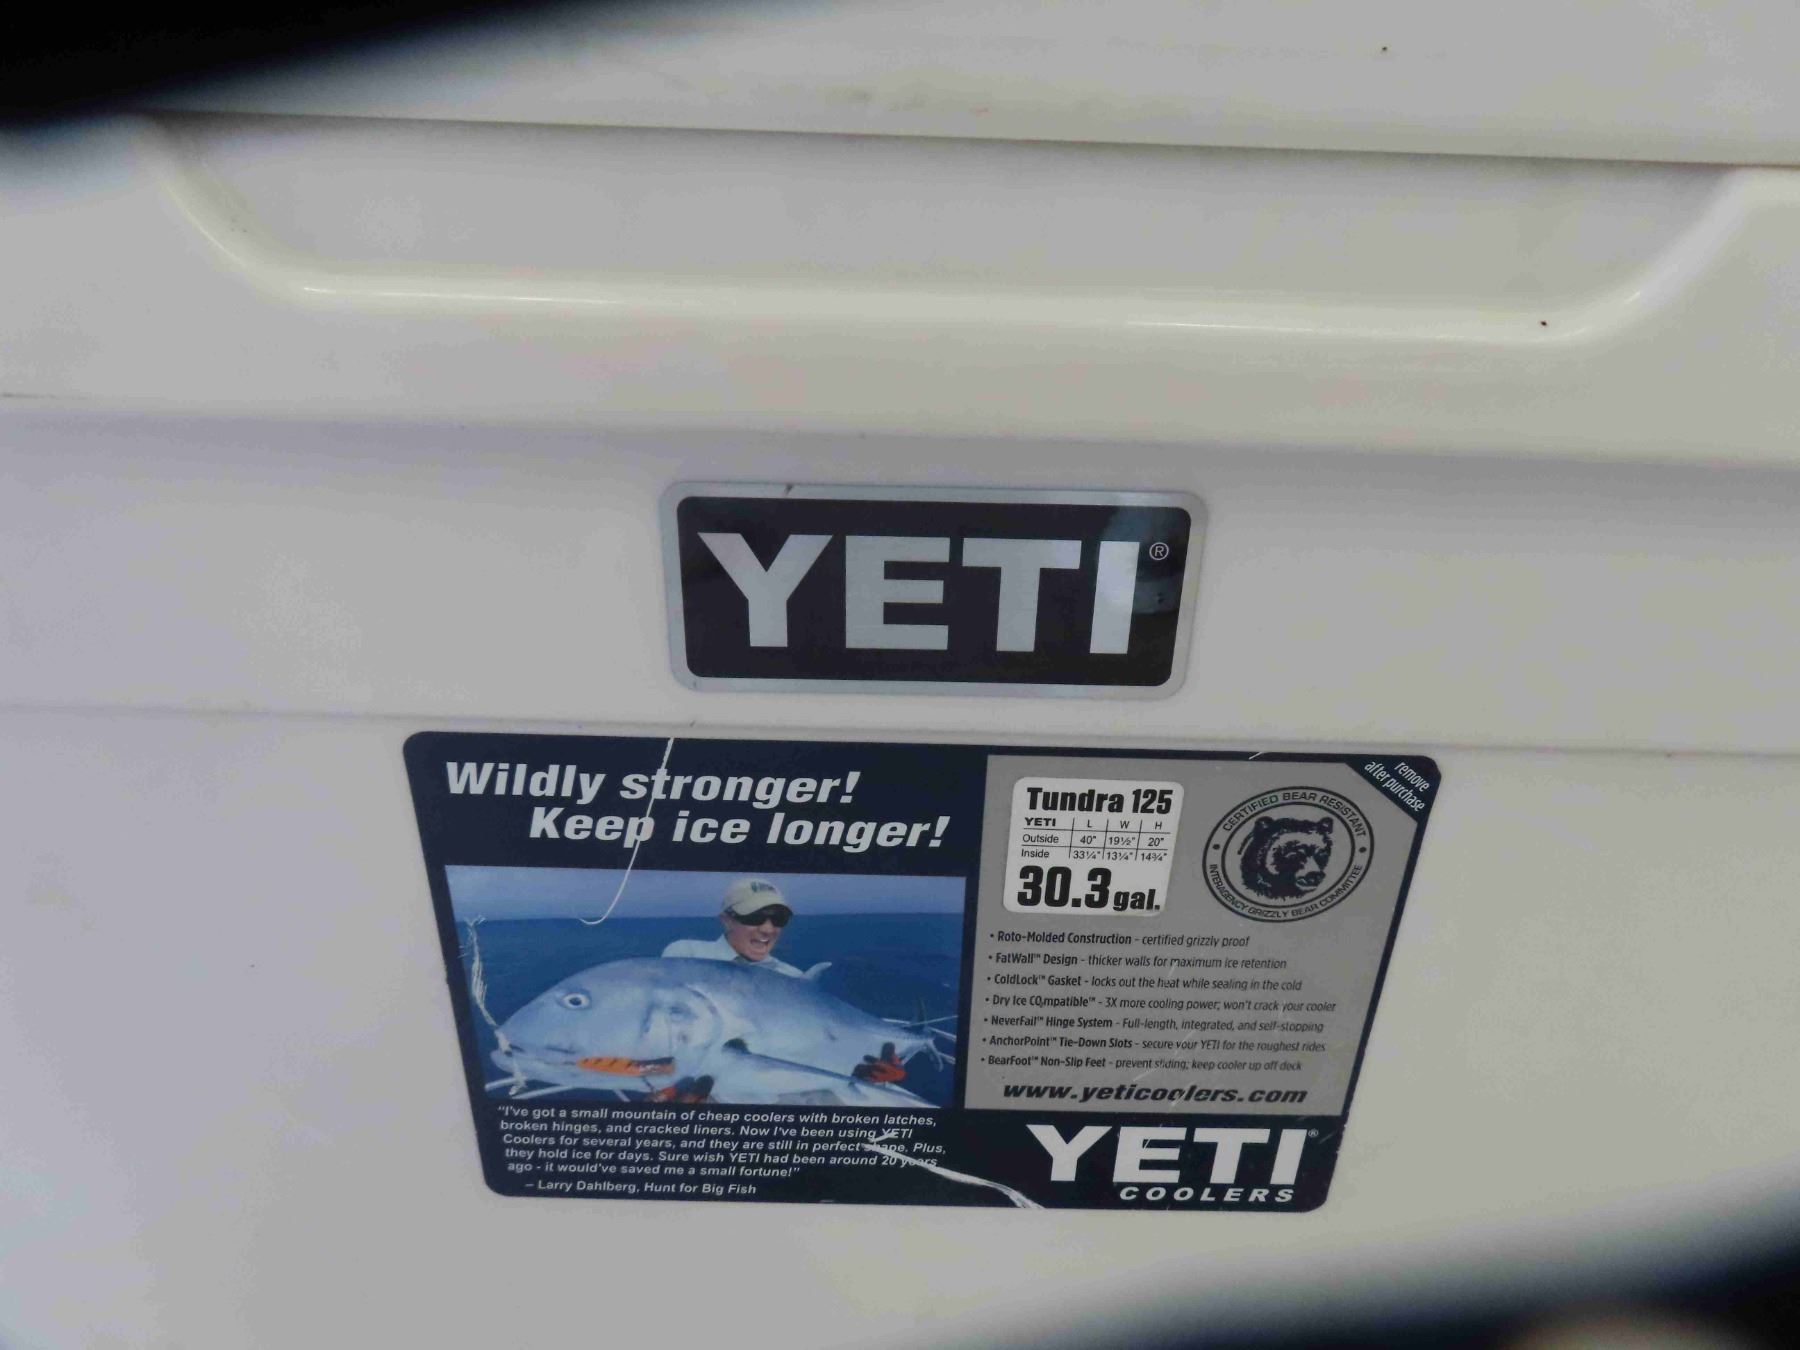 YETI®
Wildly stronger!
Keep ice longer!
"I've got a small mountain of cheap coolers with broken latches,
broken hinges, and cracked liners. Now I've been using YETI
Coolers for several years, and they are still in perfect shape. Plus,
they hold ice for days. Sure wish YETI had been around 20 years
ago - it would've saved me a small fortune!"
– Larry Dahlberg, Hunt for Big Fish
Tundra 125
YETI L W H
Outside 40" 19½" 20"
Inside 33¼" 13¼" 14¾"
30.3 gal.
CERTIFIED BEAR RESISTANT
INTERAGENCY GRIZZLY BEAR COMMITTEE
remove
after purchase
• Roto-Molded Construction - certified grizzly proof
• FatWall™ Design - thicker walls for maximum ice retention
• ColdLock™ Gasket - locks out the heat while sealing in the cold
• Dry Ice CO₂mpatible™ - 3X more cooling power; won't crack your cooler
• NeverFail™ Hinge System - Full-length, integrated, and self-stopping
• AnchorPoint™ Tie-Down Slots - secure your YETI for the roughest rides
• BearFoot™ Non-Slip Feet - prevent sliding; keep cooler up off deck
www.yeticoolers.com
YETI®
COOLERS